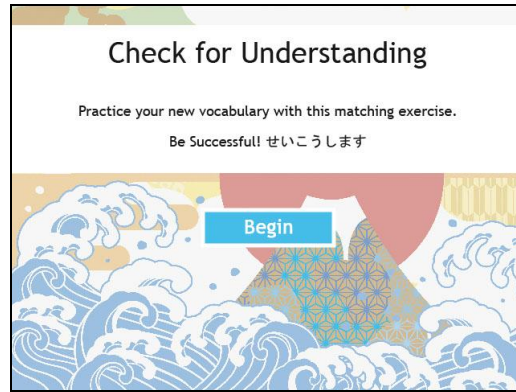 Check for Understanding
Practice your new vocabulary with this matching exercise.
Be Successful! せいこうします
Begin